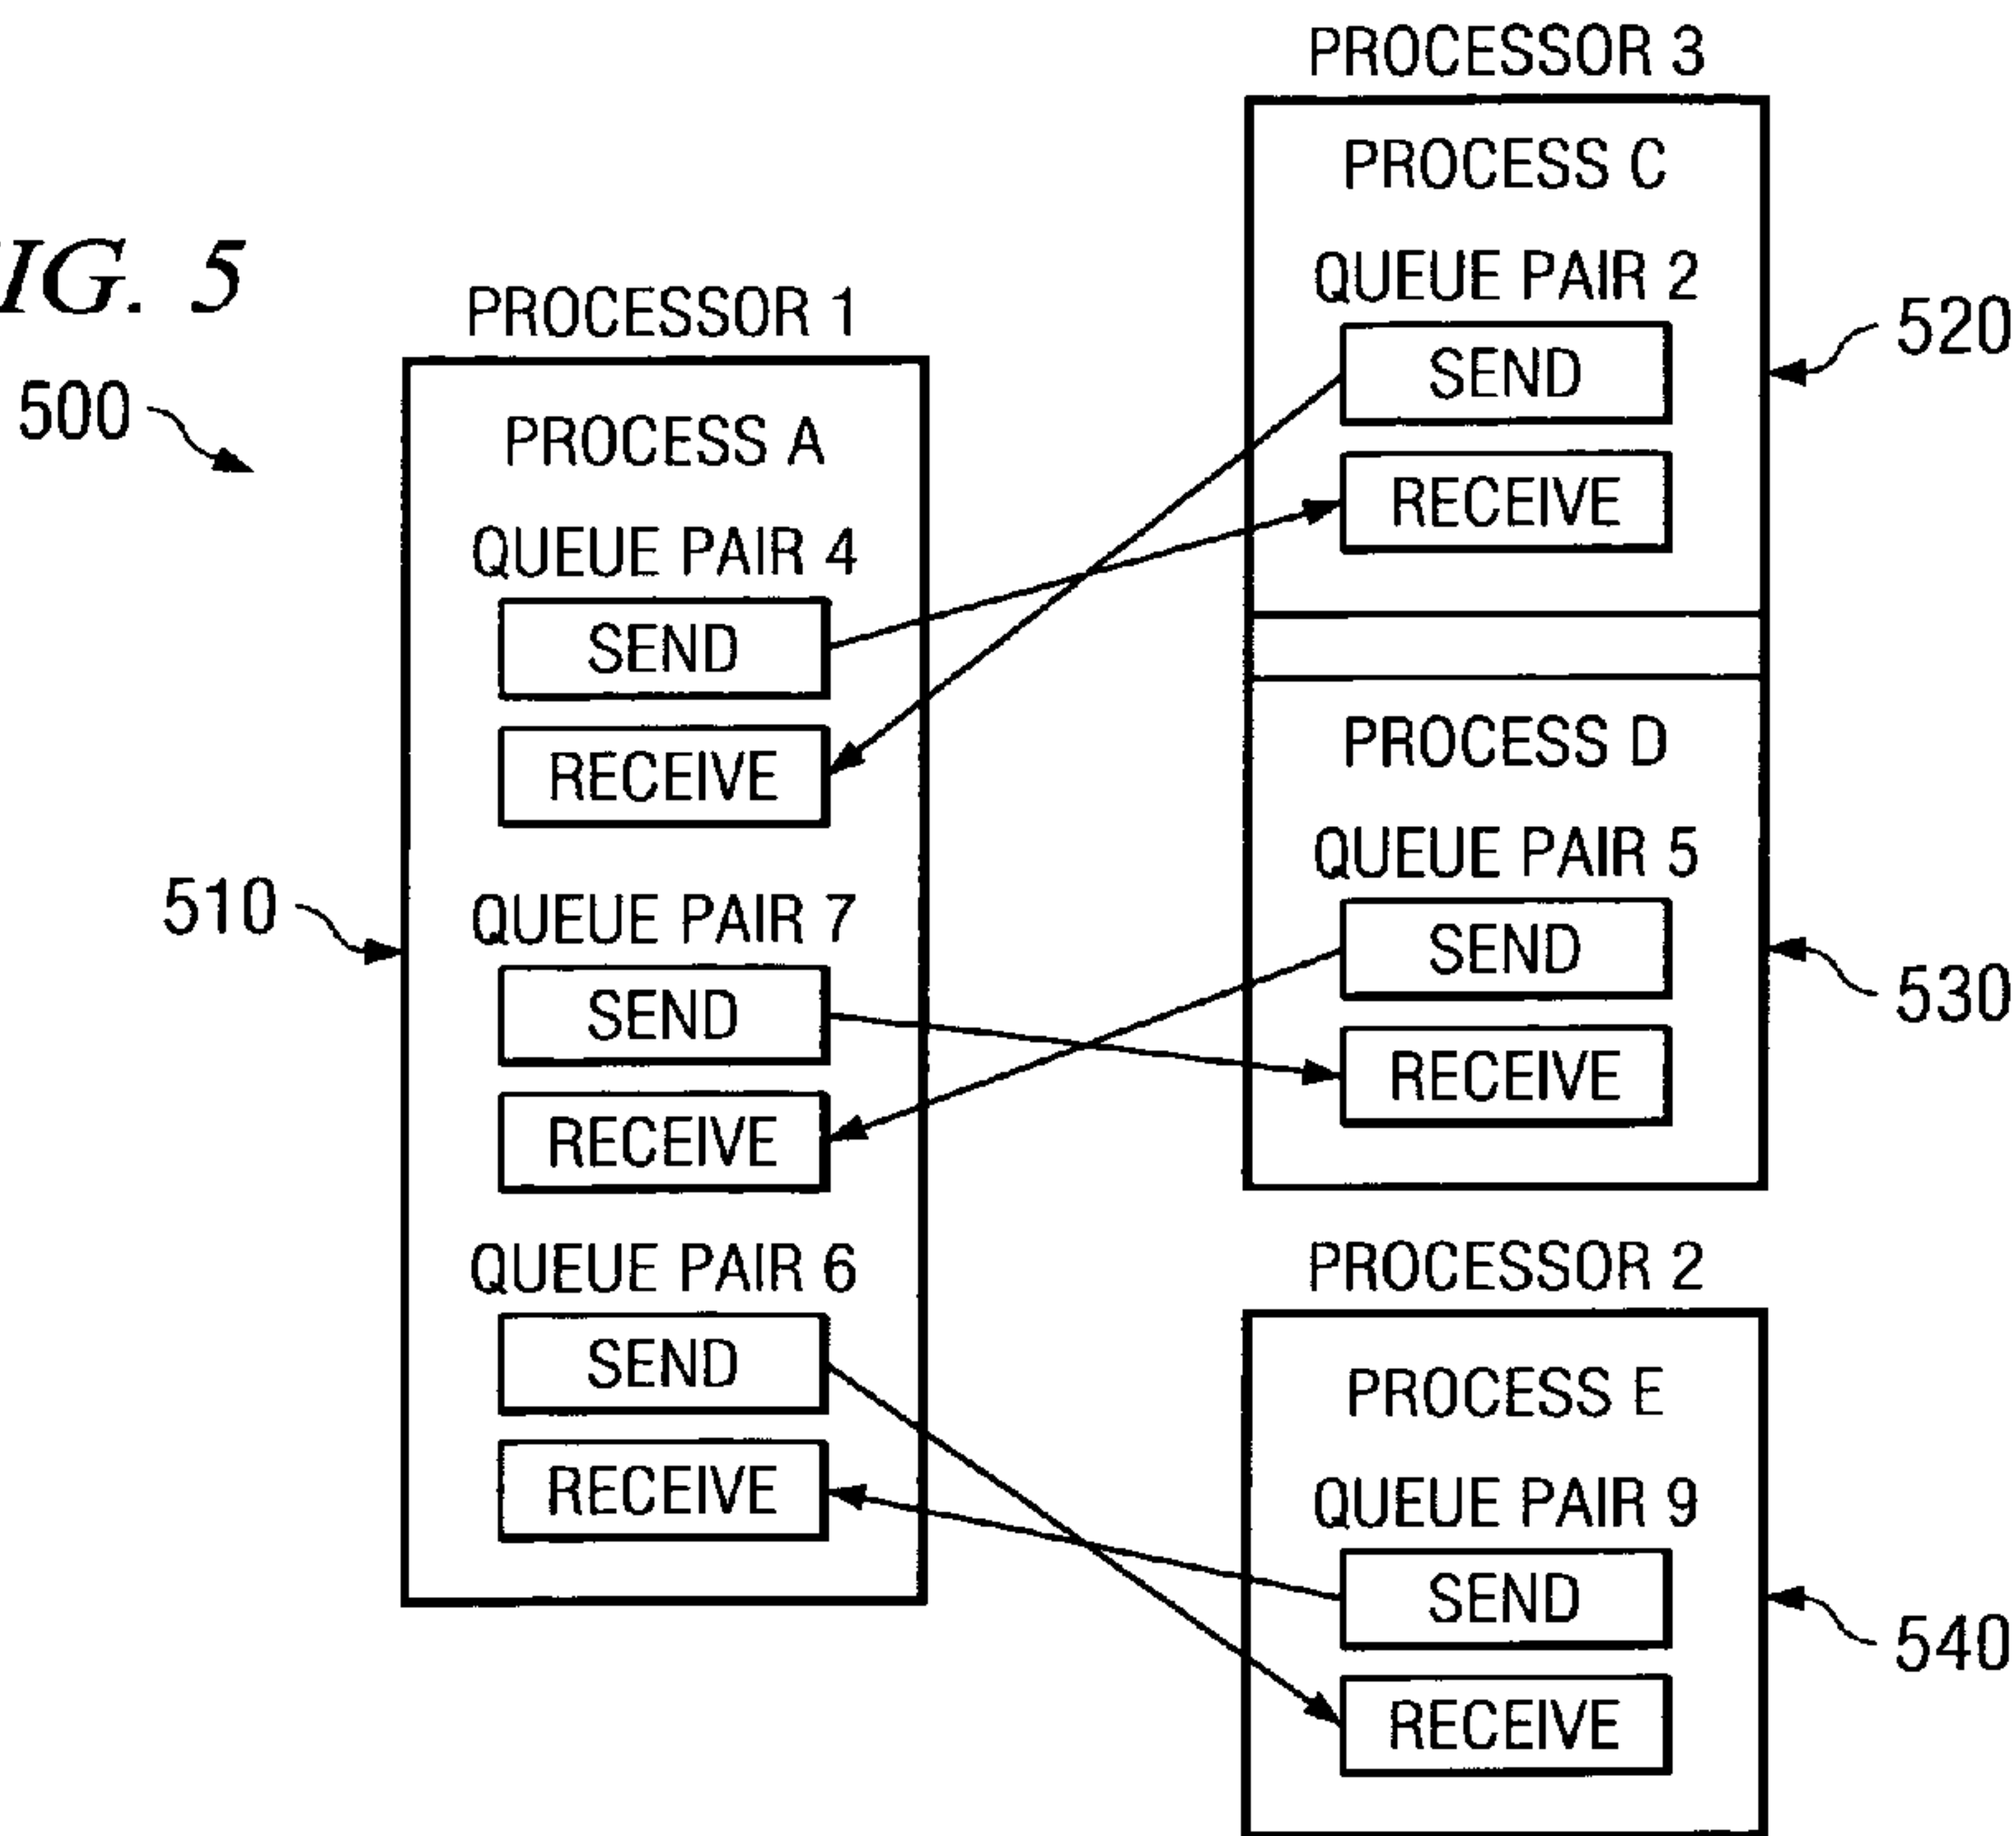 IG. 5
500
PROCESSOR 1
510
PROCESS A
QUEUE PAIR 4
SEND
RECEIVE
QUEUE PAIR 7
SEND
RECEIVE
QUEUE PAIR 6
SEND
RECEIVE
PROCESSOR 3
PROCESS C
QUEUE PAIR 2
SEND
RECEIVE
520
PROCESS D
QUEUE PAIR 5
SEND
RECEIVE
530
PROCESSOR 2
PROCESS E
QUEUE PAIR 9
SEND
RECEIVE
540